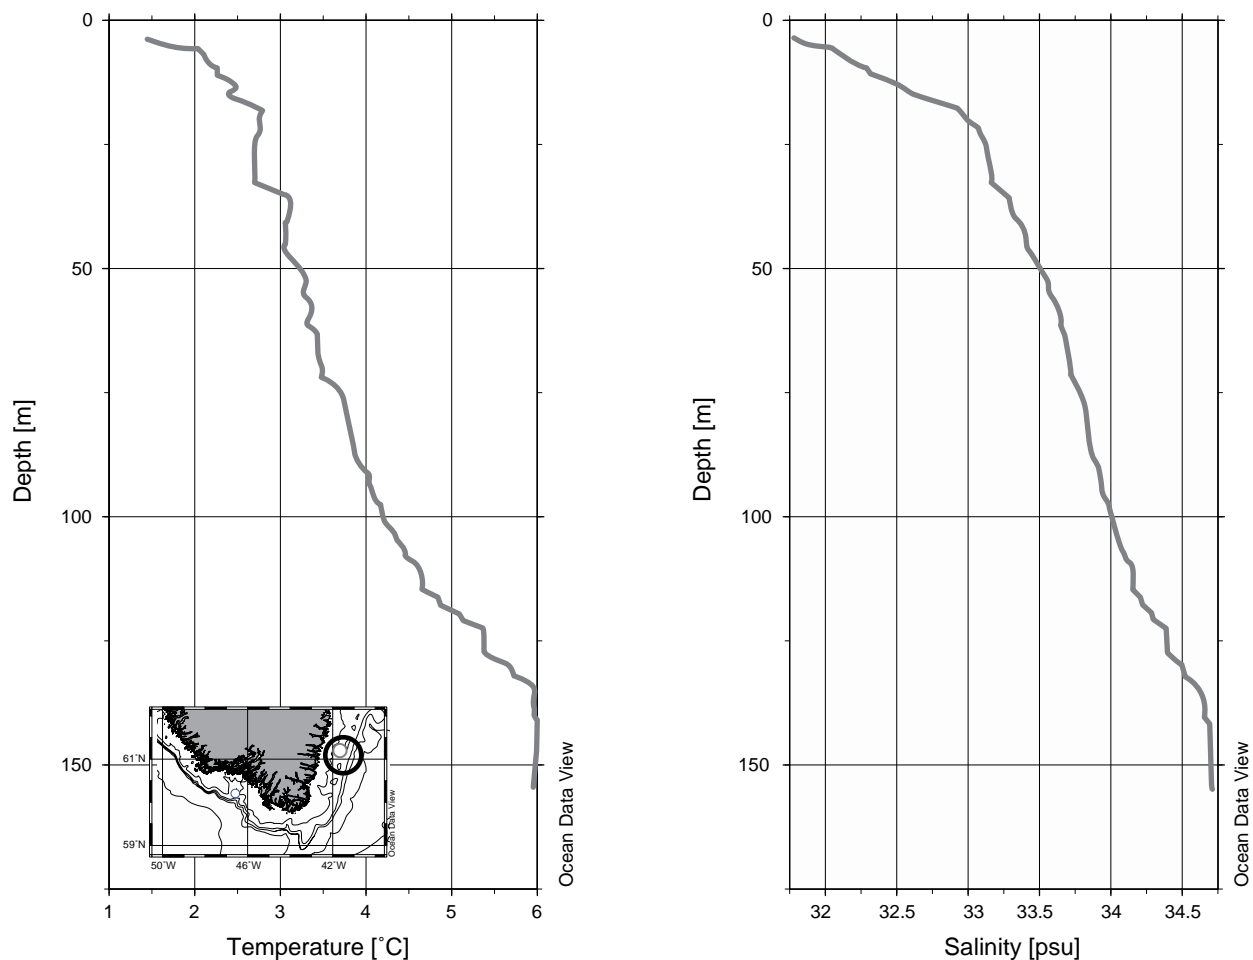 0
50
100
150
Depth [m]
1 2 3 4 5 6
Temperature [˚C]
Ocean Data View
61˚N
59˚N
50˚W 46˚W 42˚W
Ocean Data View
0
50
100
150
Depth [m]
32 32.5 33 33.5 34 34.5
Salinity [psu]
Ocean Data View